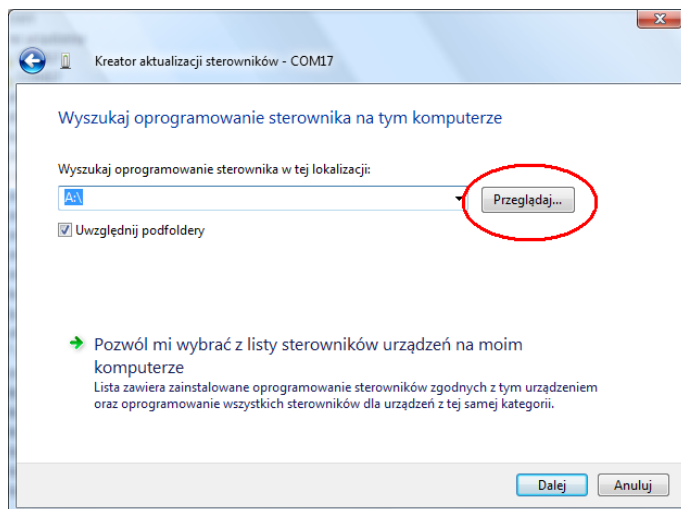 Kreator aktualizacji sterowników - COM17
Wyszukaj oprogramowanie sterownika na tym komputerze
Wyszukaj oprogramowanie sterownika w tej lokalizacji:
A:\
Przeglądaj...
Uwzględnij podfoldery
Pozwól mi wybrać z listy sterowników urządzeń na moim
komputerze
Lista zawiera zainstalowane oprogramowanie sterowników zgodnych z tym urządzeniem
oraz oprogramowanie wszystkich sterowników dla urządzeń z tej samej kategorii.
Dalej
Anuluj